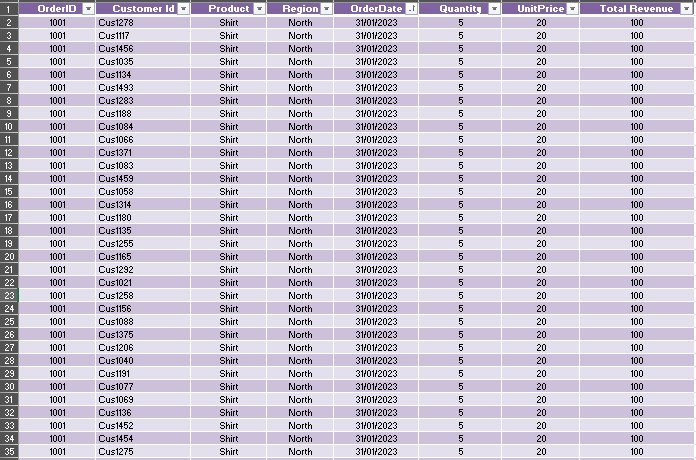 1 OrderID Customer Id Product Region OrderDate Quantity UnitPrice Total Revenue
2 1001 Cus1278 Shirt North 31/01/2023 5 20 100
3 1001 Cus1117 Shirt North 31/01/2023 5 20 100
4 1001 Cus1456 Shirt North 31/01/2023 5 20 100
5 1001 Cus1035 Shirt North 31/01/2023 5 20 100
6 1001 Cus1134 Shirt North 31/01/2023 5 20 100
7 1001 Cus1493 Shirt North 31/01/2023 5 20 100
8 1001 Cus1283 Shirt North 31/01/2023 5 20 100
9 1001 Cus1188 Shirt North 31/01/2023 5 20 100
10 1001 Cus1084 Shirt North 31/01/2023 5 20 100
11 1001 Cus1066 Shirt North 31/01/2023 5 20 100
12 1001 Cus1371 Shirt North 31/01/2023 5 20 100
13 1001 Cus1083 Shirt North 31/01/2023 5 20 100
14 1001 Cus1459 Shirt North 31/01/2023 5 20 100
15 1001 Cus1058 Shirt North 31/01/2023 5 20 100
16 1001 Cus1314 Shirt North 31/01/2023 5 20 100
17 1001 Cus1180 Shirt North 31/01/2023 5 20 100
18 1001 Cus1135 Shirt North 31/01/2023 5 20 100
19 1001 Cus1255 Shirt North 31/01/2023 5 20 100
20 1001 Cus1165 Shirt North 31/01/2023 5 20 100
21 1001 Cus1292 Shirt North 31/01/2023 5 20 100
22 1001 Cus1021 Shirt North 31/01/2023 5 20 100
23 1001 Cus1258 Shirt North 31/01/2023 5 20 100
24 1001 Cus1156 Shirt North 31/01/2023 5 20 100
25 1001 Cus1088 Shirt North 31/01/2023 5 20 100
26 1001 Cus1375 Shirt North 31/01/2023 5 20 100
27 1001 Cus1206 Shirt North 31/01/2023 5 20 100
28 1001 Cus1040 Shirt North 31/01/2023 5 20 100
29 1001 Cus1191 Shirt North 31/01/2023 5 20 100
30 1001 Cus1077 Shirt North 31/01/2023 5 20 100
31 1001 Cus1069 Shirt North 31/01/2023 5 20 100
32 1001 Cus1136 Shirt North 31/01/2023 5 20 100
33 1001 Cus1452 Shirt North 31/01/2023 5 20 100
34 1001 Cus1454 Shirt North 31/01/2023 5 20 100
35 1001 Cus1275 Shirt North 31/01/2023 5 20 100